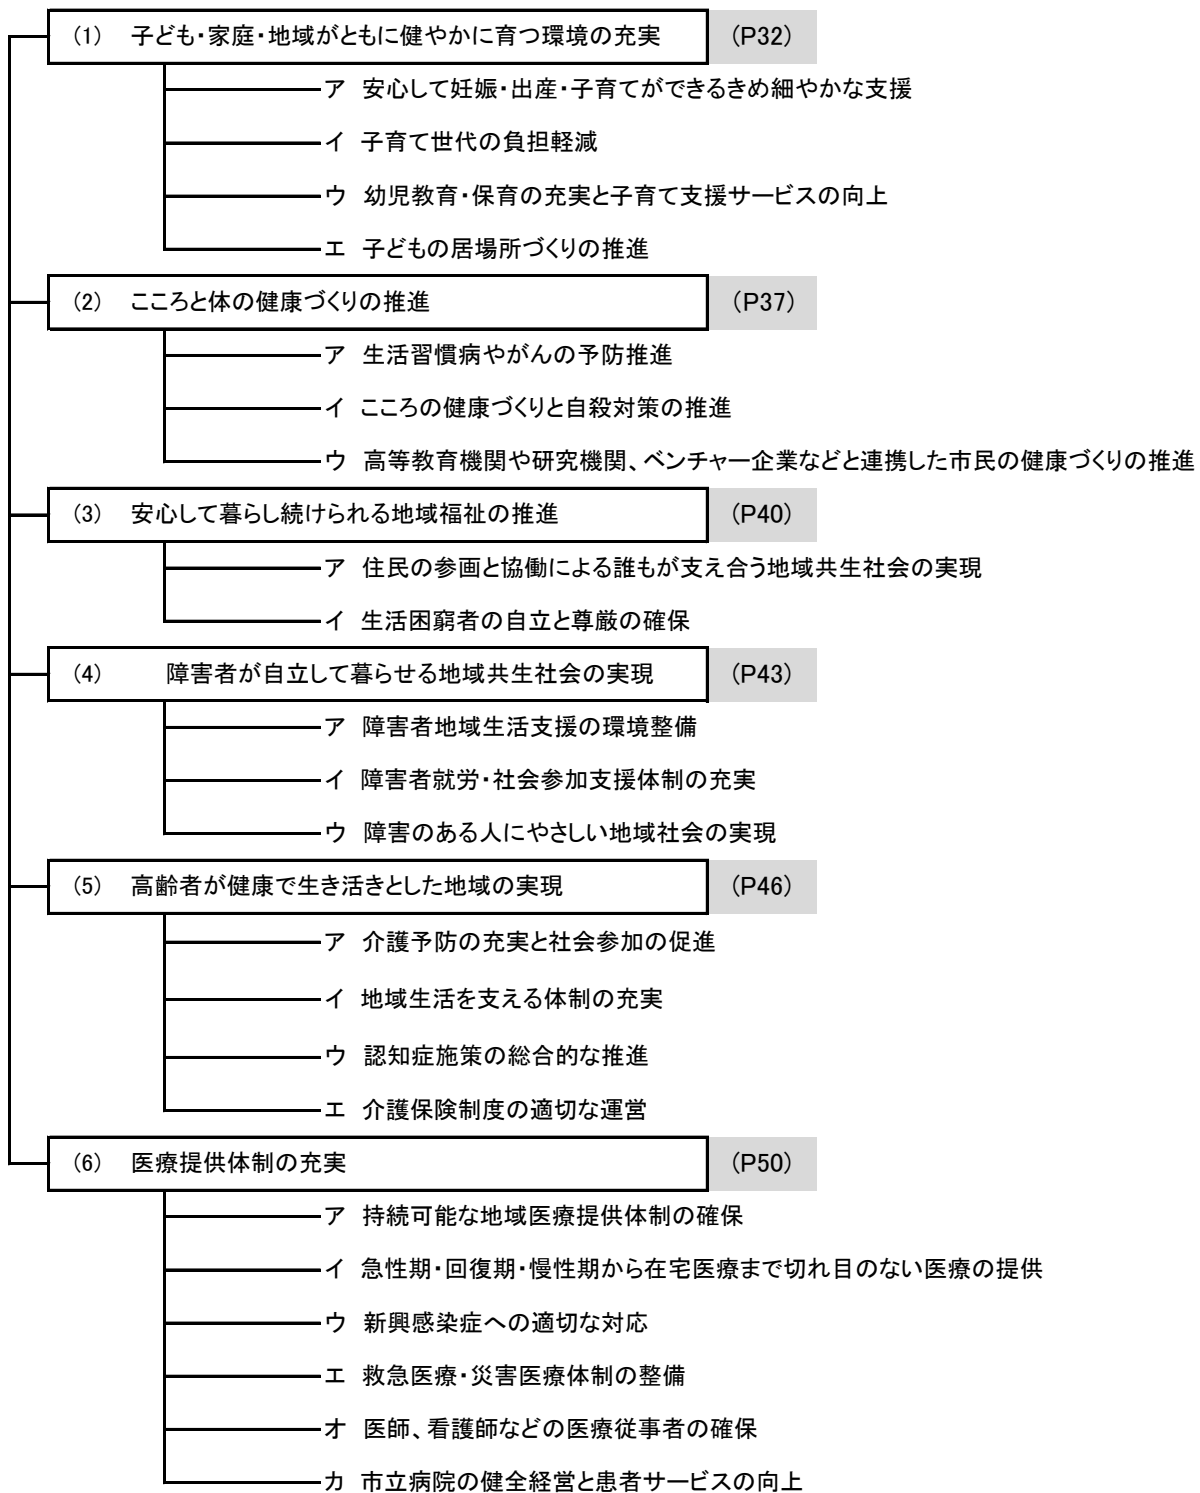 (1) 子ども・家庭・地域がともに健やかに育つ環境の充実 (P32)
ア 安心して妊娠・出産・子育てができるきめ細やかな支援
イ 子育て世代の負担軽減
ウ 幼児教育・保育の充実と子育て支援サービスの向上
エ 子どもの居場所づくりの推進
(2) こころと体の健康づくりの推進 (P37)
ア 生活習慣病やがんの予防推進
イ こころの健康づくりと自殺対策の推進
ウ 高等教育機関や研究機関、ベンチャー企業などと連携した市民の健康づくりの推進
(3) 安心して暮らし続けられる地域福祉の推進 (P40)
ア 住民の参画と協働による誰もが支え合う地域共生社会の実現
イ 生活困窮者の自立と尊厳の確保
(4) 障害者が自立して暮らせる地域共生社会の実現 (P43)
ア 障害者地域生活支援の環境整備
イ 障害者就労・社会参加支援体制の充実
ウ 障害のある人にやさしい地域社会の実現
(5) 高齢者が健康で生き活きとした地域の実現 (P46)
ア 介護予防の充実と社会参加の促進
イ 地域生活を支える体制の充実
ウ 認知症施策の総合的な推進
エ 介護保険制度の適切な運営
(6) 医療提供体制の充実 (P50)
ア 持続可能な地域医療提供体制の確保
イ 急性期・回復期・慢性期から在宅医療まで切れ目のない医療の提供
ウ 新興感染症への適切な対応
エ 救急医療・災害医療体制の整備
オ 医師、看護師などの医療従事者の確保
カ 市立病院の健全経営と患者サービスの向上